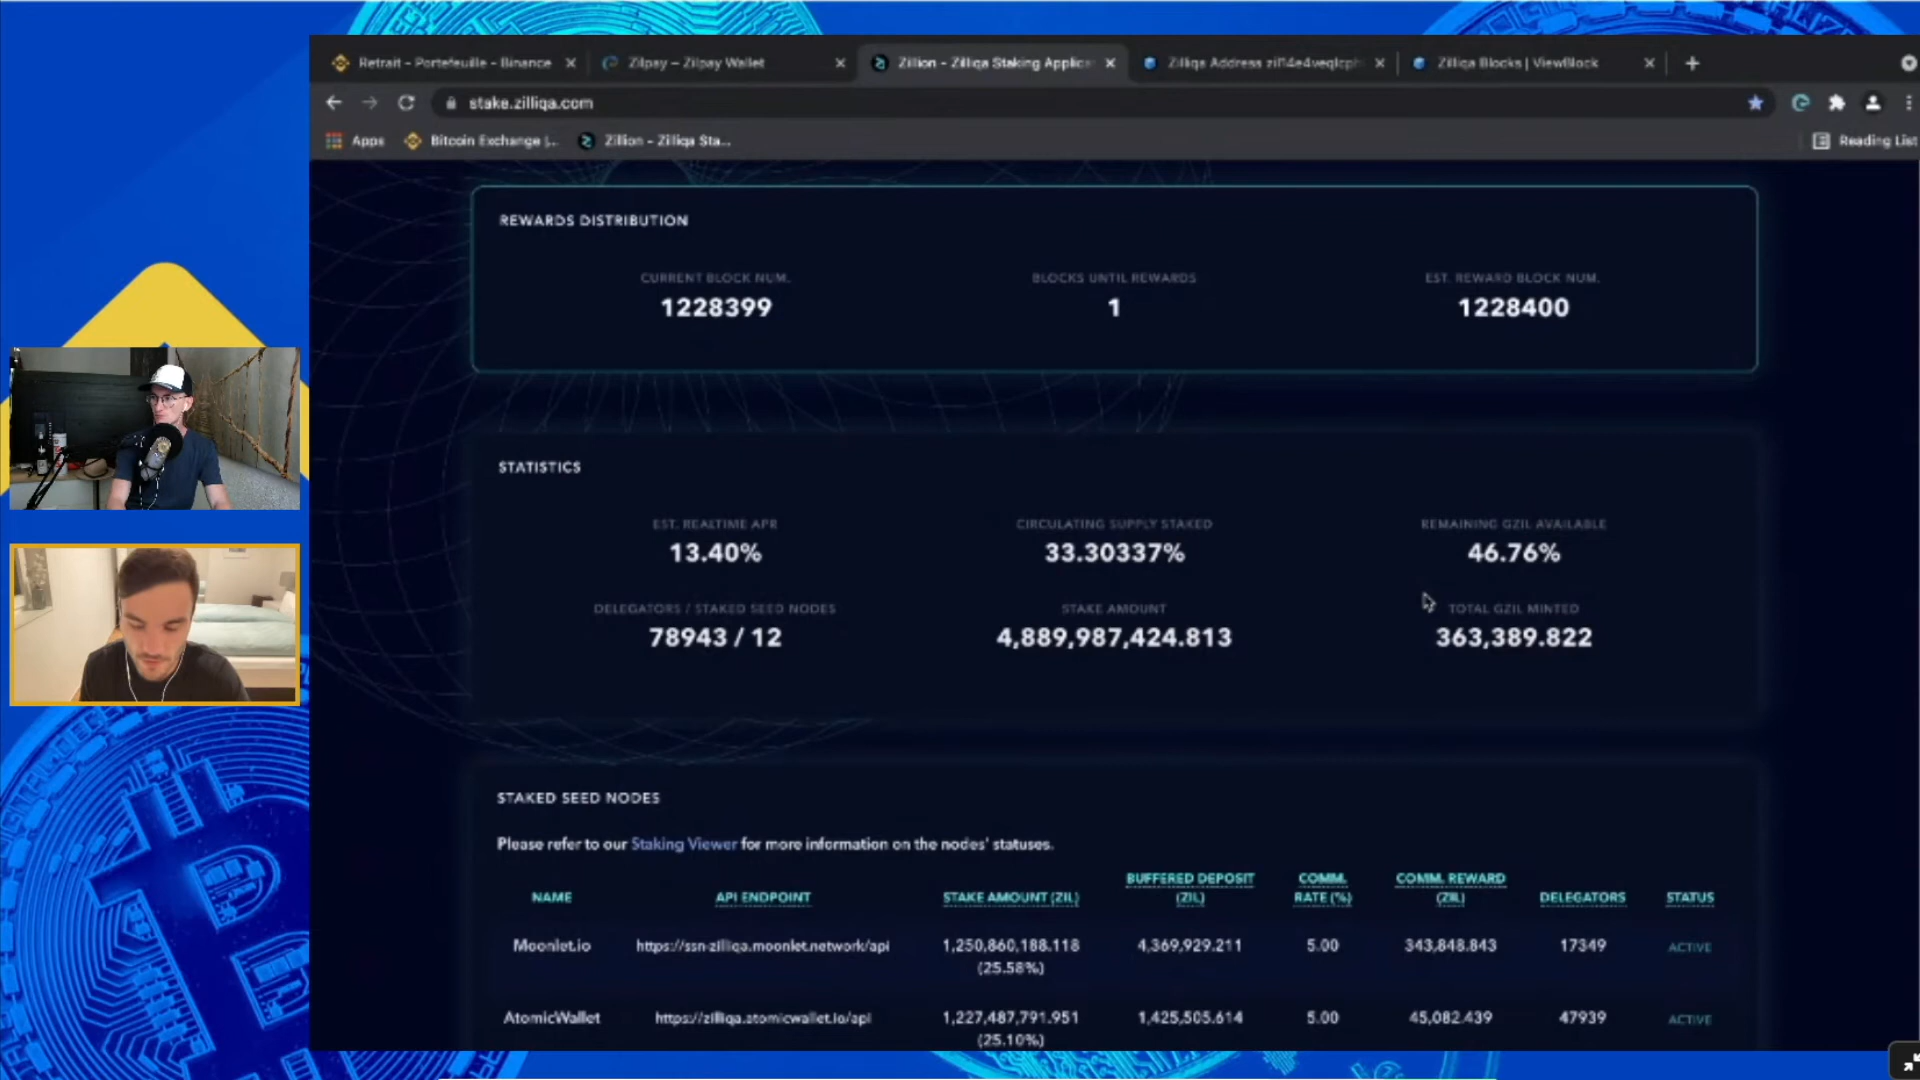 Retrait - Portefeuille - Binance
Zilpay – Zilpay Wallet
Zillion - Zilliqa Staking Applica
Zilliqa Address
Zilliqa Blocks | ViewBlock
stake.zilliqa.com
Apps
Bitcoin Exchange |...
Zillion - Zilliqa Sta...
Reading List
REWARDS DISTRIBUTION
CURRENT BLOCK NUM.
BLOCKS UNTIL REWARDS
EST. REWARD BLOCK NUM.
1228399
1
1228400
STATISTICS
EST. REALTIME APR
CIRCULATING SUPPLY STAKED
REMAINING GZIL AVAILABLE
13.40%
33.30337%
46.76%
DELEGATORS / STAKED SEED NODES
STAKE AMOUNT
TOTAL GZIL MINTED
78943 / 12
4,889,987,424.813
363,389.822
STAKED SEED NODES
Please refer to our Staking Viewer for more information on the nodes' statuses.
NAME
API ENDPOINT
STAKE AMOUNT (ZIL)
BUFFERED DEPOSIT (ZIL)
COMM. RATE (%)
COMM. REWARD (ZIL)
DELEGATORS
STATUS
Moonlet.io
https://ssn-zilliqa.moonlet.network/api
1,250,860,188.118
(25.58%)
4,369,929.211
5.00
343,848.843
17349
ACTIVE
AtomicWallet
https://zilliqa.atomicwallet.io/api
1,227,487,791.951
(25.10%)
1,425,505.614
5.00
45,082.439
47939
ACTIVE